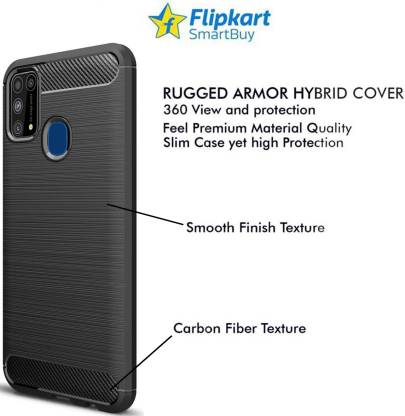 Flipkart
SmartBuy
RUGGED ARMOR HYBRID COVER
360 View and protection
Feel Premium Material Quality
Slim Case yet high Protection
Smooth Finish Texture
Carbon Fiber Texture